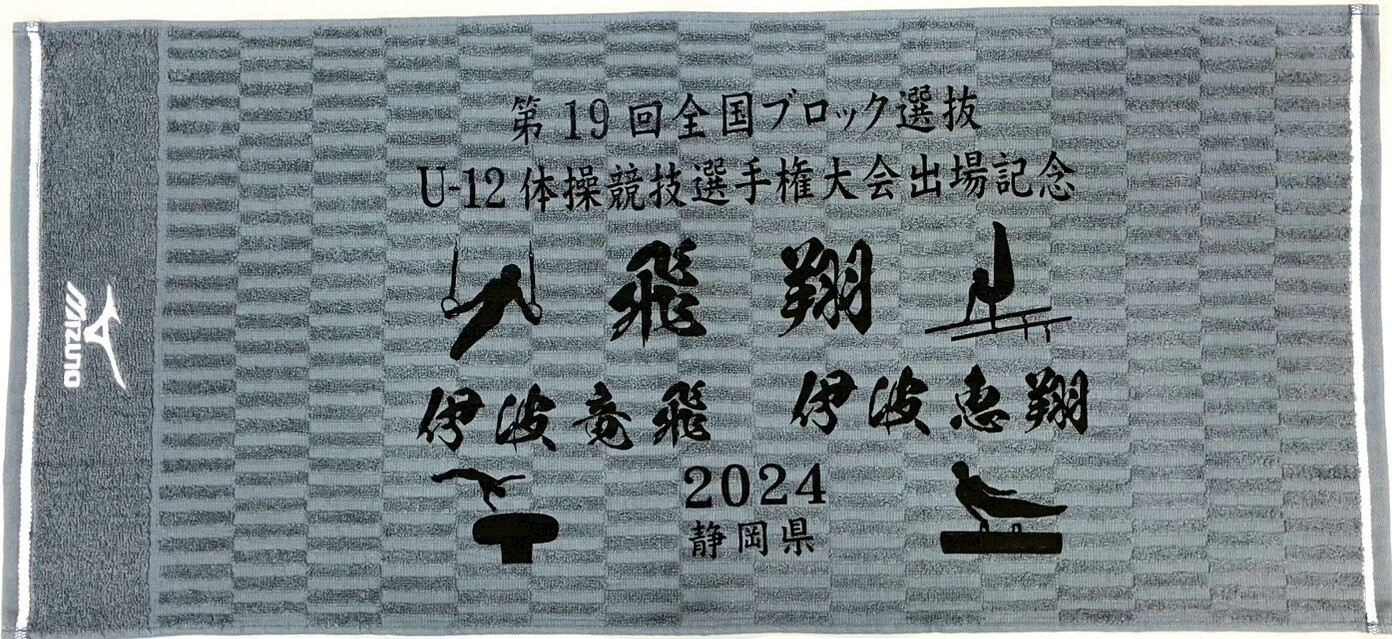 第19回全国ブロック選抜
U-12体操競技選手権大会出場記念
飛翔
伊波竜飛 伊波恵翔
2024
静岡県
MIZUNO